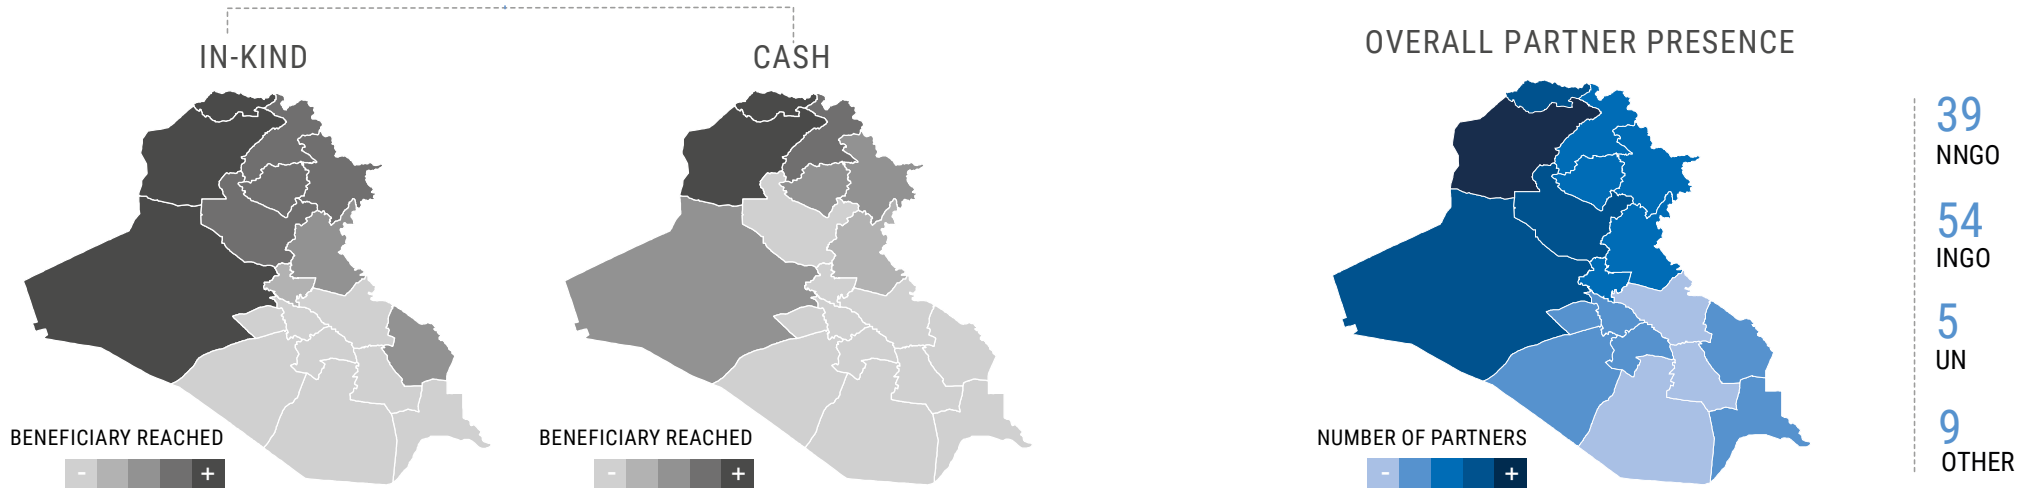 IN-KIND
BENEFICIARY REACHED
- +
CASH
BENEFICIARY REACHED
- +
OVERALL PARTNER PRESENCE
NUMBER OF PARTNERS
- +
39
NNGO
54
INGO
5
UN
9
OTHER